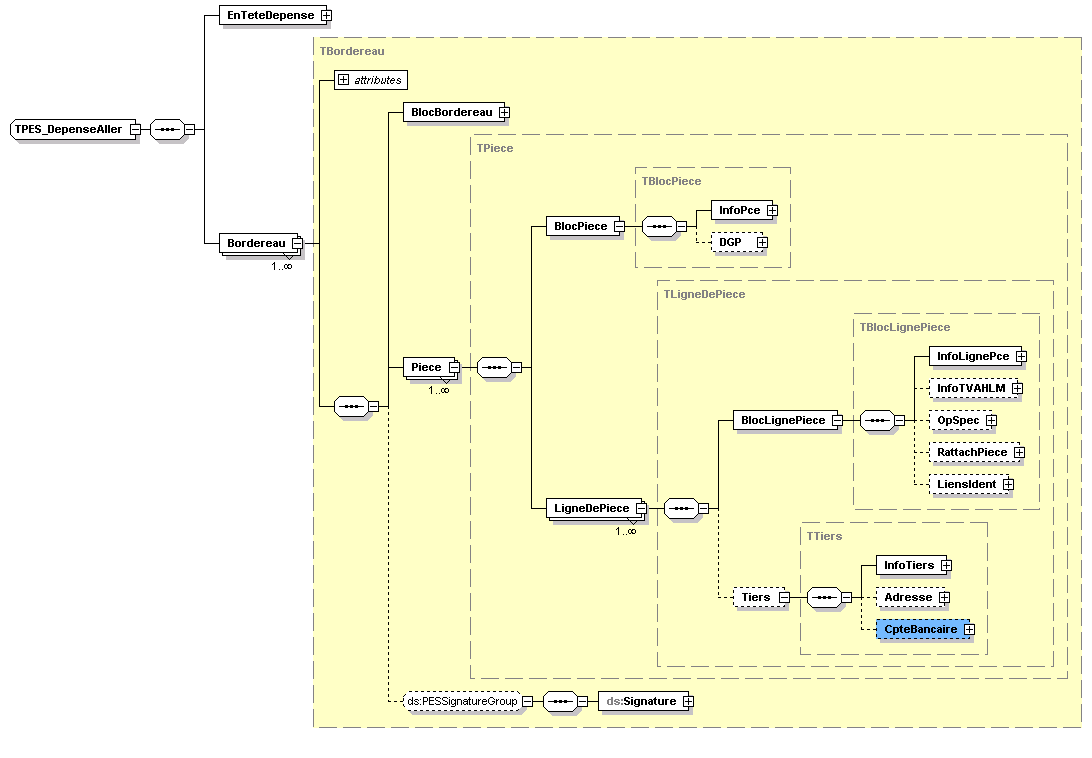 EnTeteDepense
TBordereau
attributes
BlocBordereau
TPES_DepenseAller
TPiece
TBlocPiece
InfoPce
BlocPiece
DGP
Bordereau
1..∞
TLigneDePiece
TBlocLignePiece
InfoLignePce
Piece
1..∞
InfoTVAHLM
BlocLignePiece
OpSpec
RattachPiece
LiensIdent
LigneDePiece
1..∞
TTiers
InfoTiers
Tiers
Adresse
CpteBancaire
ds:PESSignatureGroup
ds:Signature